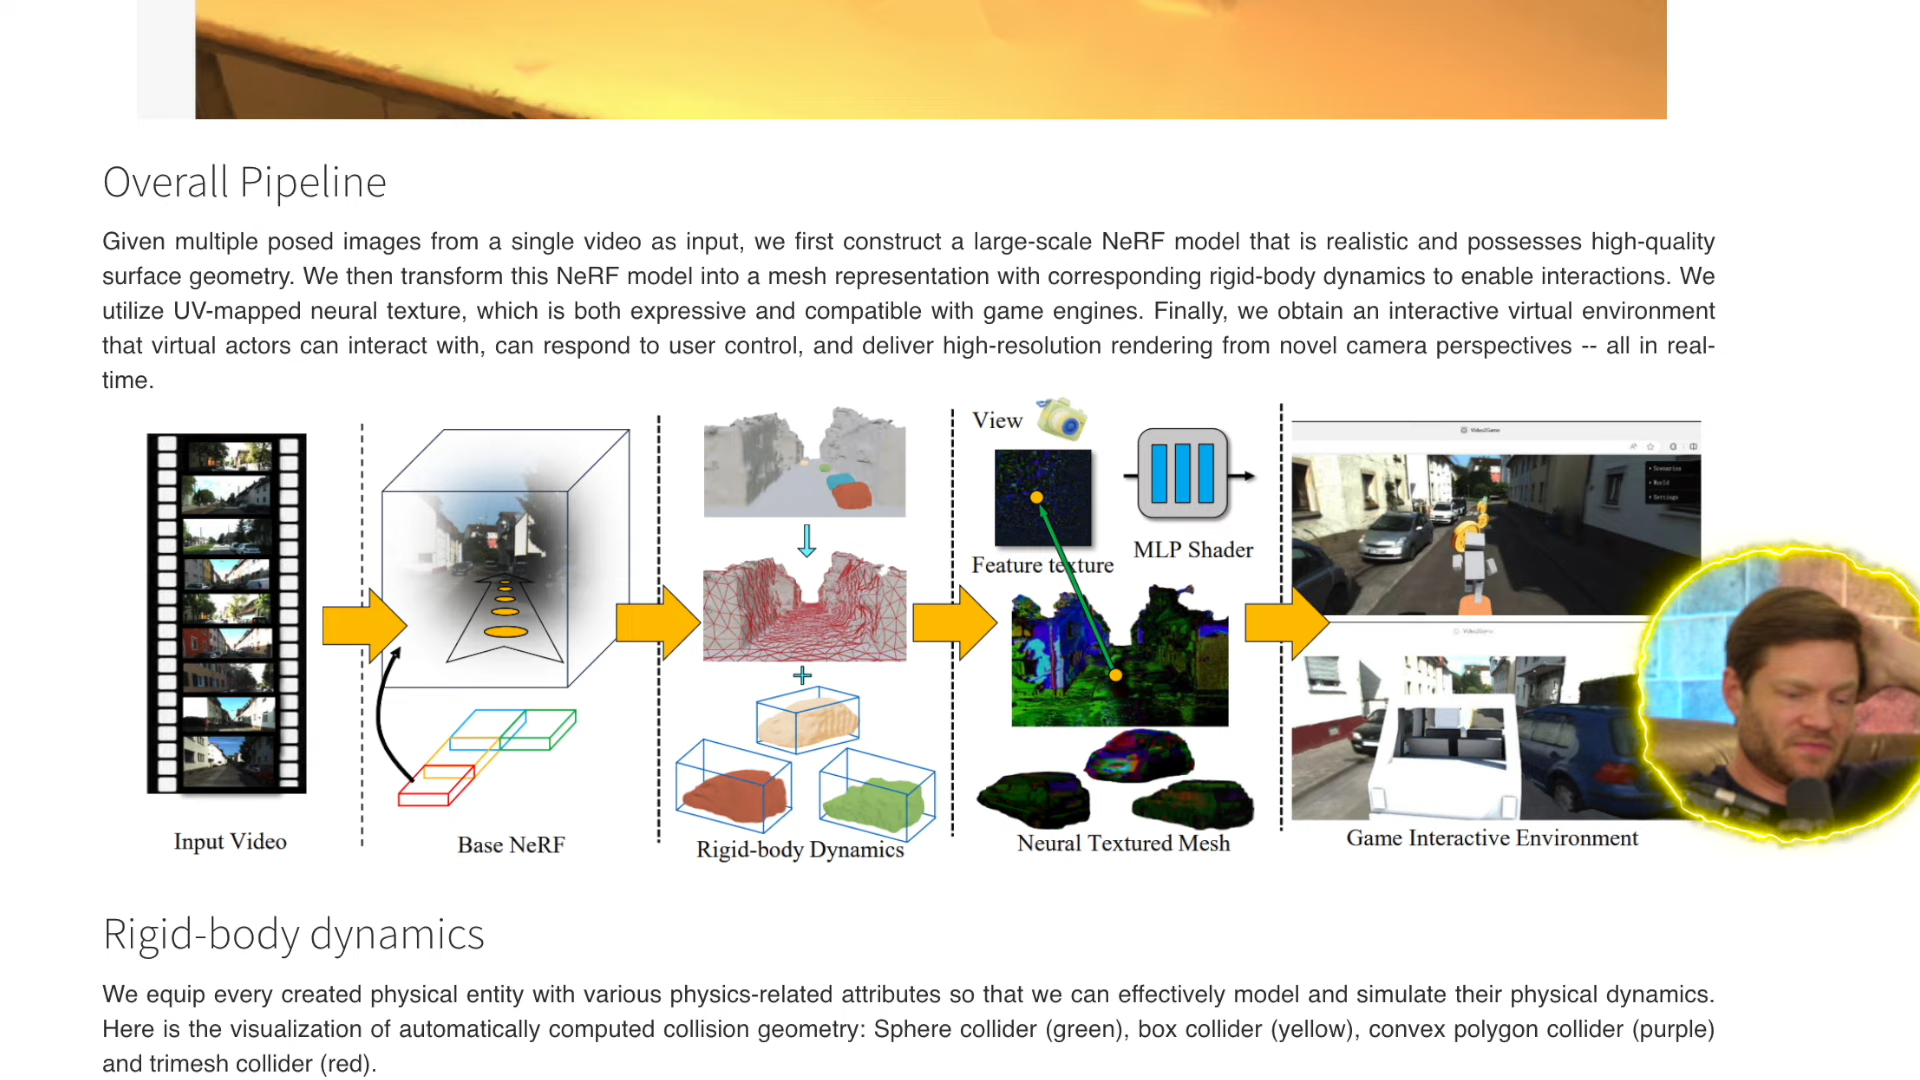 Overall Pipeline
Given multiple posed images from a single video as input, we first construct a large-scale NeRF model that is realistic and possesses high-quality
surface geometry. We then transform this NeRF model into a mesh representation with corresponding rigid-body dynamics to enable interactions. We
utilize UV-mapped neural texture, which is both expressive and compatible with game engines. Finally, we obtain an interactive virtual environment
that virtual actors can interact with, can respond to user control, and deliver high-resolution rendering from novel camera perspectives -- all in real-
time.
View
Feature texture
MLP Shader
Video2Game
Scenarios
World
Settings
Video2Game
Input Video
Base NeRF
Rigid-body Dynamics
Neural Textured Mesh
Game Interactive Environment
Rigid-body dynamics
We equip every created physical entity with various physics-related attributes so that we can effectively model and simulate their physical dynamics.
Here is the visualization of automatically computed collision geometry: Sphere collider (green), box collider (yellow), convex polygon collider (purple)
and trimesh collider (red).